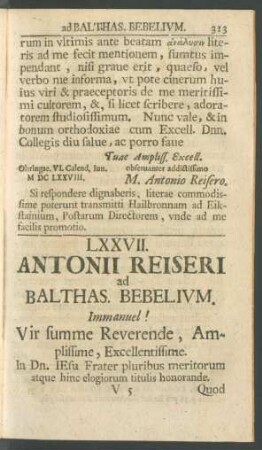 ad BALTHAS. BEBELIVM. 313
rum in vltimis ante beatam ἀνάλυσιν lite-
ris ad me fecit mentionem, sumtus im-
pendant, nisi graue erit, quaeso, vel
verbo me informa, vt pote cinerum hu-
ius viri & praeceptoris de me meritissi-
mi cultorem, &, si licet scribere, adora-
torem studiosissimum. Nunc vale, & in
bonum orthodoxiae cum Excell. Dnn.
Collegis diu salue, ac porro faue
Tuae Ampliss. Excell.
Ohringue, VI. Calend. Ian. obseruanter addictissimo
M DC LXXVIII. M. Antonio Reisero.
Si respondere dignaberis, literae commodis-
sime poterunt transmitti Hailbronnam ad Eik-
stainium, Postarum Directorem, vnde ad me
facilis promotio.
LXXVII.
ANTONII REISERI
ad
BALTHAS. BEBELIVM.
Immanuel!
Vir summe Reverende, Am-
plissime, Excellentissime.
In Dn. IEsu Frater pluribus meritorum
atque hinc elogiorum titulis honorande.
V 5 Quod